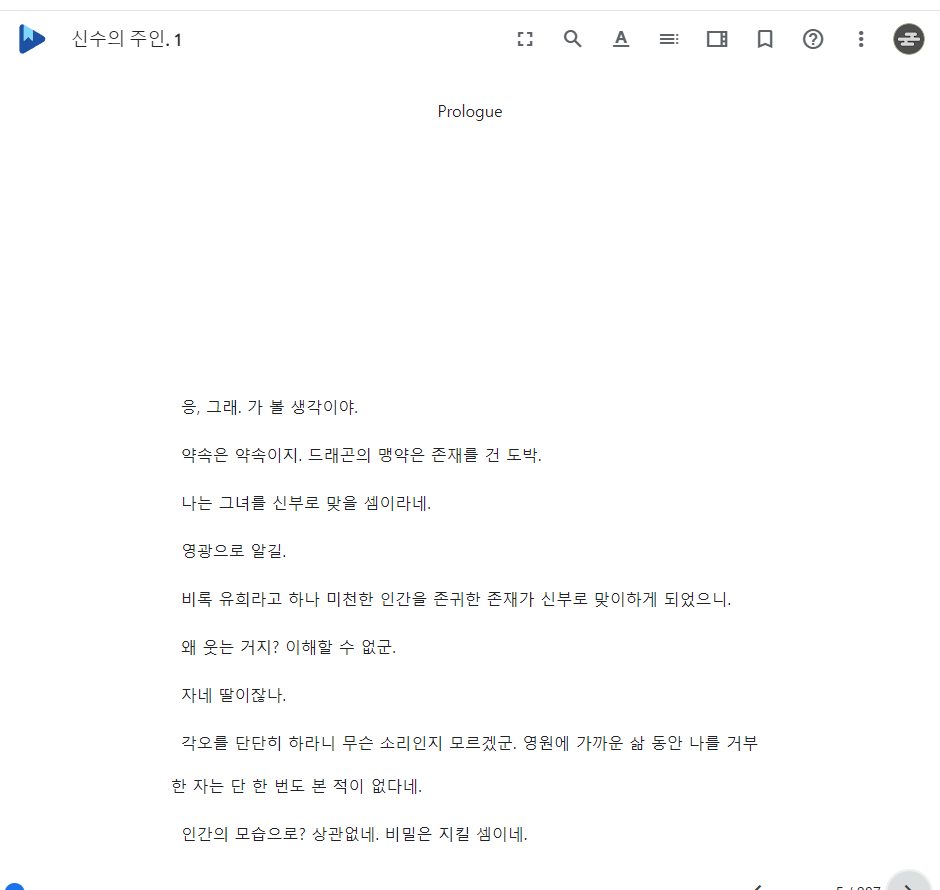 신수의 주인. 1
Prologue
응, 그래. 가 볼 생각이야.
약속은 약속이지. 드래곤의 맹약은 존재를 건 도박.
나는 그녀를 신부로 맞을 셈이라네.
영광으로 알길.
비록 유희라고 하나 미천한 인간을 존귀한 존재가 신부로 맞이하게 되었으니.
왜 웃는 거지? 이해할 수 없군.
자네 딸이잖나.
각오를 단단히 하라니 무슨 소리인지 모르겠군. 영원에 가까운 삶 동안 나를 거부
한 자는 단 한 번도 본 적이 없다네.
인간의 모습으로? 상관없네. 비밀은 지킬 셈이네.